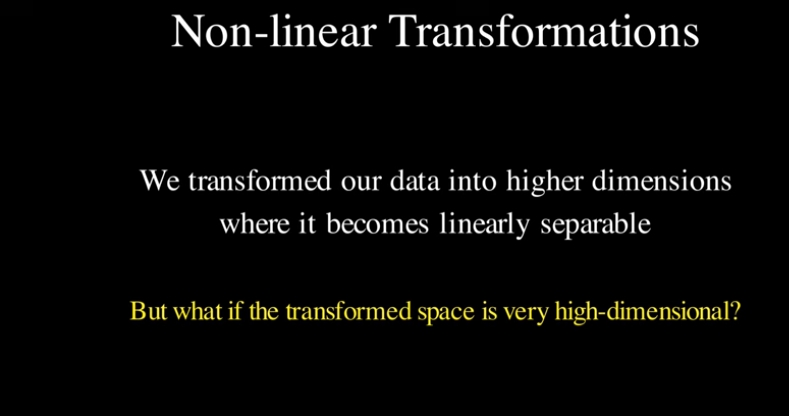 Non-linear Transformations
We transformed our data into higher dimensions
where it becomes linearly separable
But what if the transformed space is very high-dimensional?